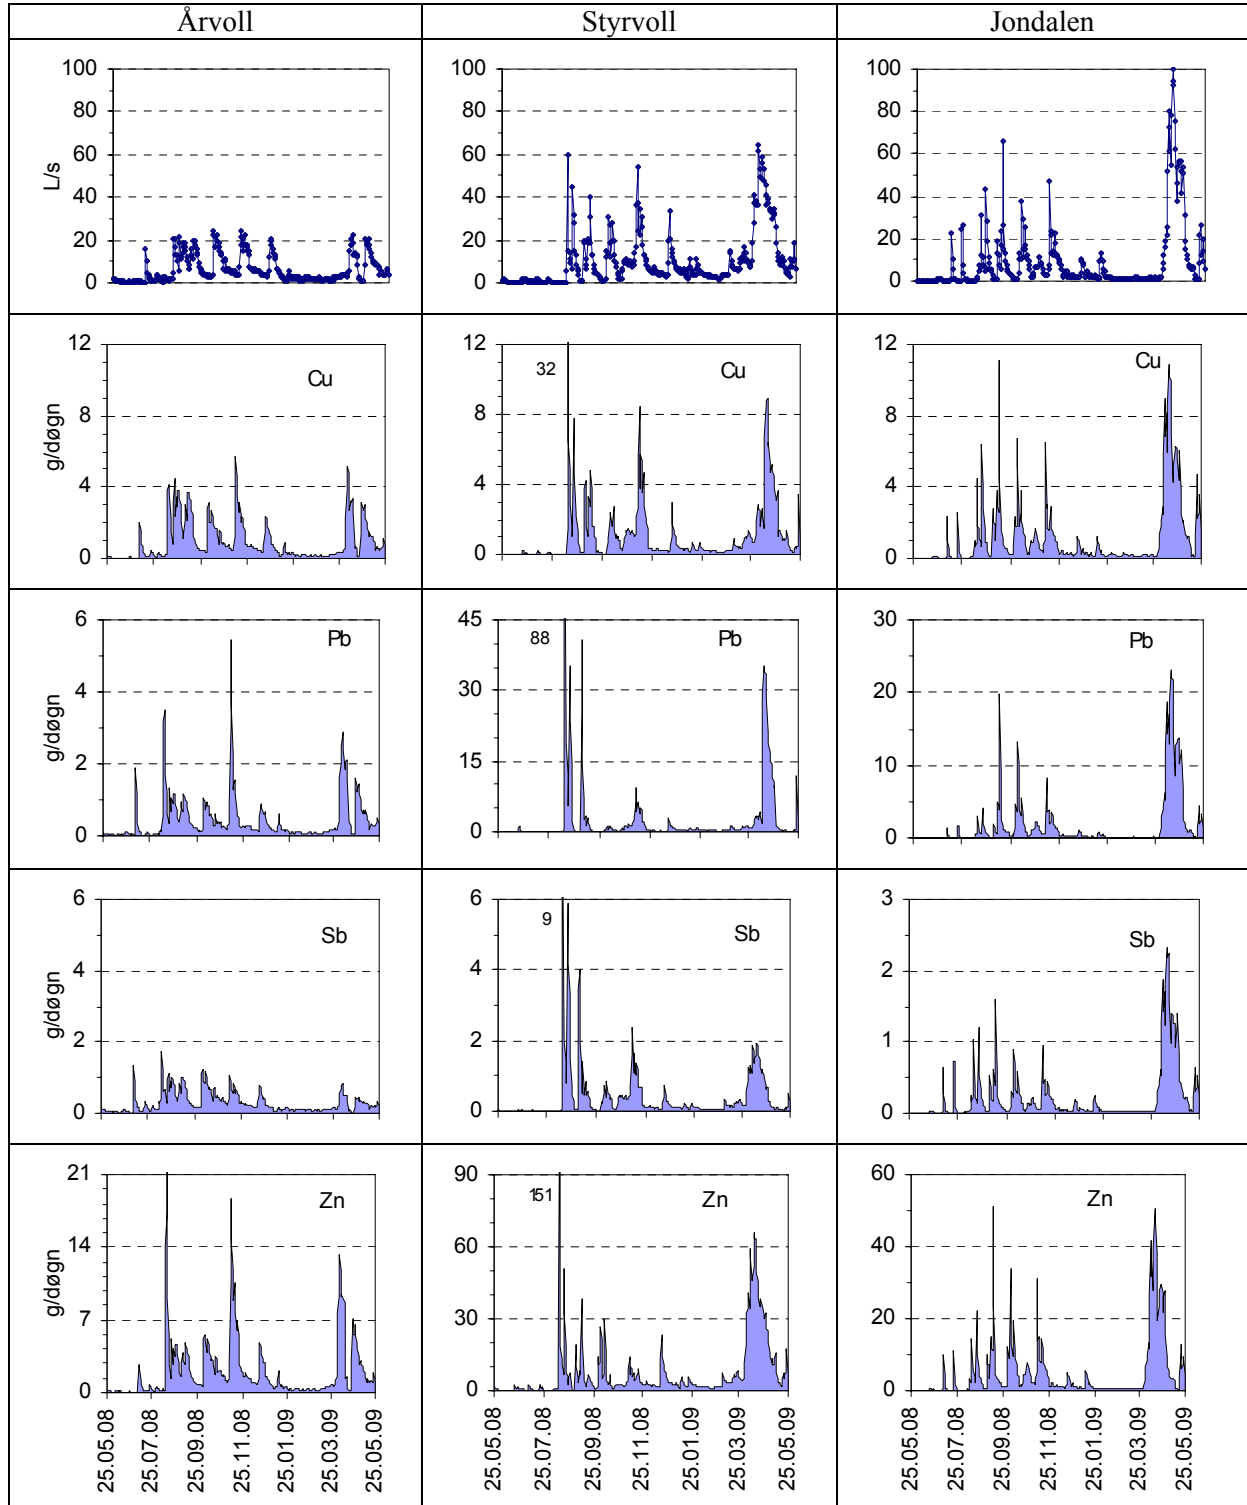 Årvoll Styrvoll Jondalen
100 100 100
80 80 80
60 60 60
40 40 40
20 20 20
0 0 0
L/s
12 12 12
8 8 8
4 4 4
0 0 0
g/døgn
Cu 32 Cu Cu
6 45 30
4 30 20
2 15 10
0 0 0
g/døgn
Pb 88 Pb Pb
6 6 3
4 4 2
2 2 1
0 0 0
g/døgn
Sb 9 Sb Sb
21 90 60
14 60 40
7 30 20
0 0 0
g/døgn
Zn 151 Zn Zn
25.05.08 25.07.08 25.09.08 25.11.08 25.01.09 25.03.09 25.05.09
25.05.08 25.07.08 25.09.08 25.11.08 25.01.09 25.03.09 25.05.09
25.05.08 25.07.08 25.09.08 25.11.08 25.01.09 25.03.09 25.05.09